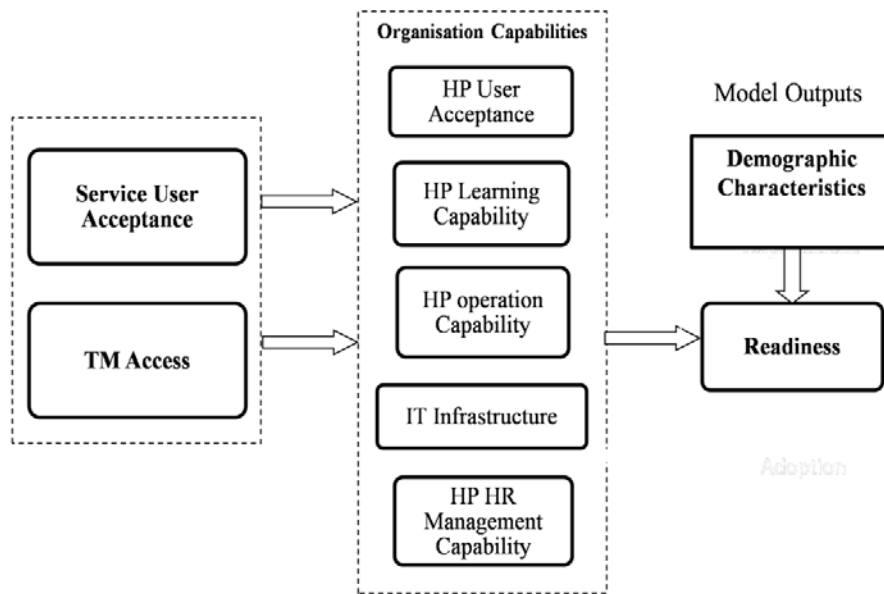 Organisation Capabilities
HP User
Acceptance
Model Outputs
Demographic
Characteristics
Service User
Acceptance
HP Learning
Capability
HP operation
Capability
TM Access
Readiness
IT Infrastructure
Adopilon
HP HR
Management
Capability